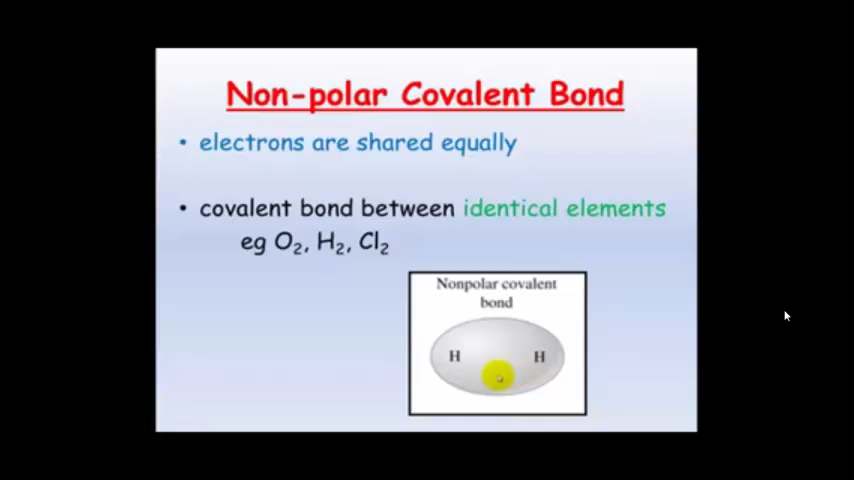 Non-polar Covalent Bond
• electrons are shared equally
• covalent bond between identical elements
eg O₂, H₂, Cl₂
Nonpolar covalent
bond
H H